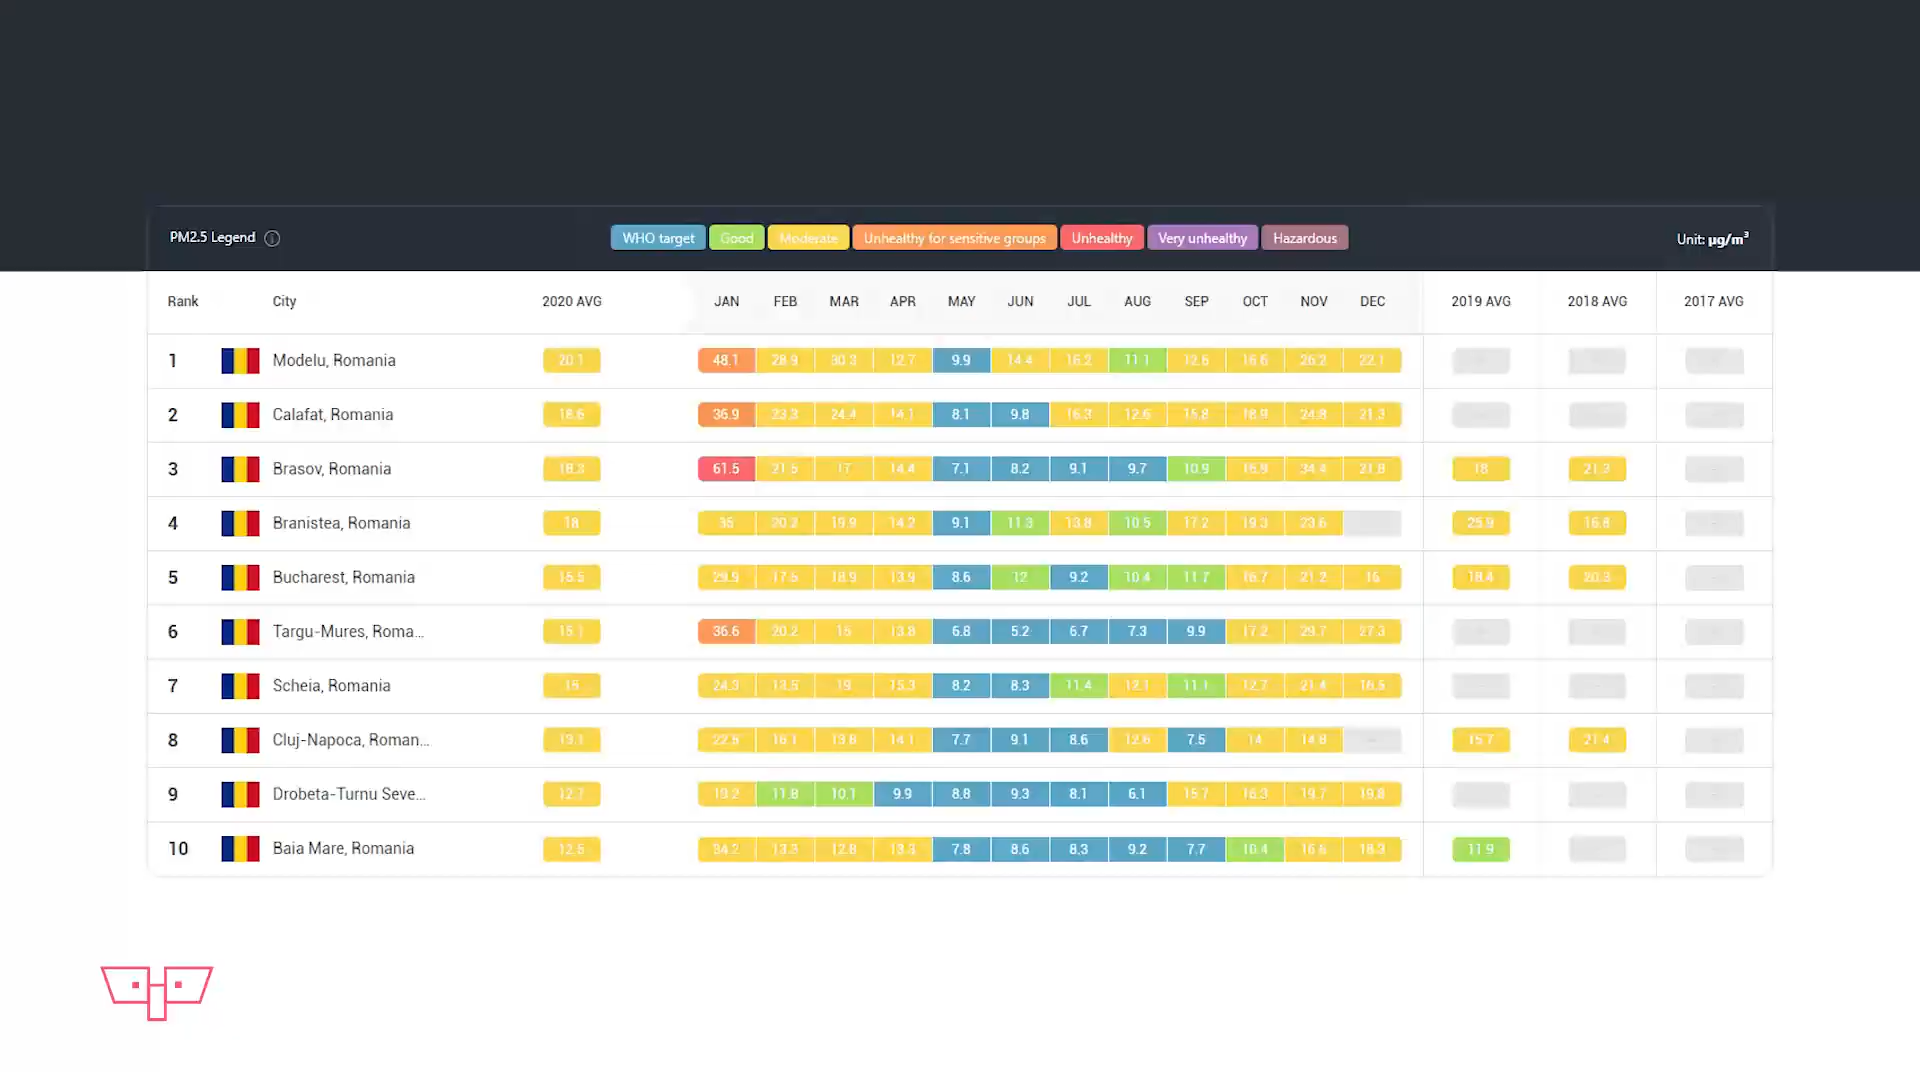 PM2.5 Legend WHO target Good Moderate Unhealthy for sensitive groups Unhealthy Very unhealthy Hazardous Unit: µg/m³
Rank City 2020 AVG JAN FEB MAR APR MAY JUN JUL AUG SEP OCT NOV DEC 2019 AVG 2018 AVG 2017 AVG
1 Modelu, Romania 20.1 48.1 28.9 30.3 12.7 9.9 14.4 16.2 11.1 12.6 16.6 26.2 22.1
2 Calafat, Romania 18.6 36.9 23.3 24.4 14.1 8.1 9.8 16.3 12.6 15.8 18.9 24.8 21.3
3 Brasov, Romania 18.3 61.5 21.5 17 14.4 7.1 8.2 9.1 9.7 10.9 16.9 34.4 21.8 18 21.3
4 Branistea, Romania 18 35 20.2 19.9 14.2 9.1 11.3 13.8 10.5 17.2 19.3 23.6 25.9 16.8
5 Bucharest, Romania 15.5 29.9 17.5 18.9 13.9 8.6 12 9.2 10.4 11.7 16.7 21.2 16 18.4 20.3
6 Targu-Mures, Roma... 15.1 36.6 20.2 15 13.8 6.8 5.2 6.7 7.3 9.9 17.2 29.7 27.3
7 Scheia, Romania 15 24.3 13.5 19 15.3 8.2 8.3 11.4 12.1 11.1 12.7 21.4 16.5
8 Cluj-Napoca, Roman... 13.1 22.8 16.1 13.8 14.1 7.7 9.1 8.6 12.6 7.5 14 14.8 15.7 21.4
9 Drobeta-Turnu Seve... 12.7 19.2 11.8 10.1 9.9 8.8 9.3 8.1 6.1 15.7 16.3 19.7 19.8
10 Baia Mare, Romania 12.5 34.2 13.3 12.8 13.3 7.8 8.6 8.3 9.2 7.7 10.4 16.6 18.3 11.9